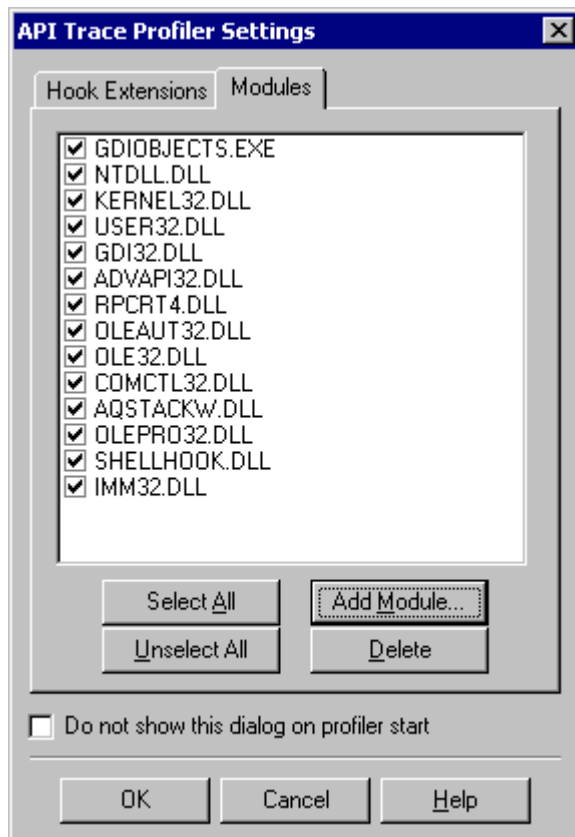 API Trace Profiler Settings
Hook Extensions Modules
GDIOBJECTS.EXE
NTDLL.DLL
KERNEL32.DLL
USER32.DLL
GDI32.DLL
ADVAPI32.DLL
RPCRT4.DLL
OLEAUT32.DLL
OLE32.DLL
COMCTL32.DLL
AQSTACKW.DLL
OLEPRO32.DLL
SHELLHOOK.DLL
IMM32.DLL
Select All Add Module...
Unselect All Delete
Do not show this dialog on profiler start
OK Cancel Help